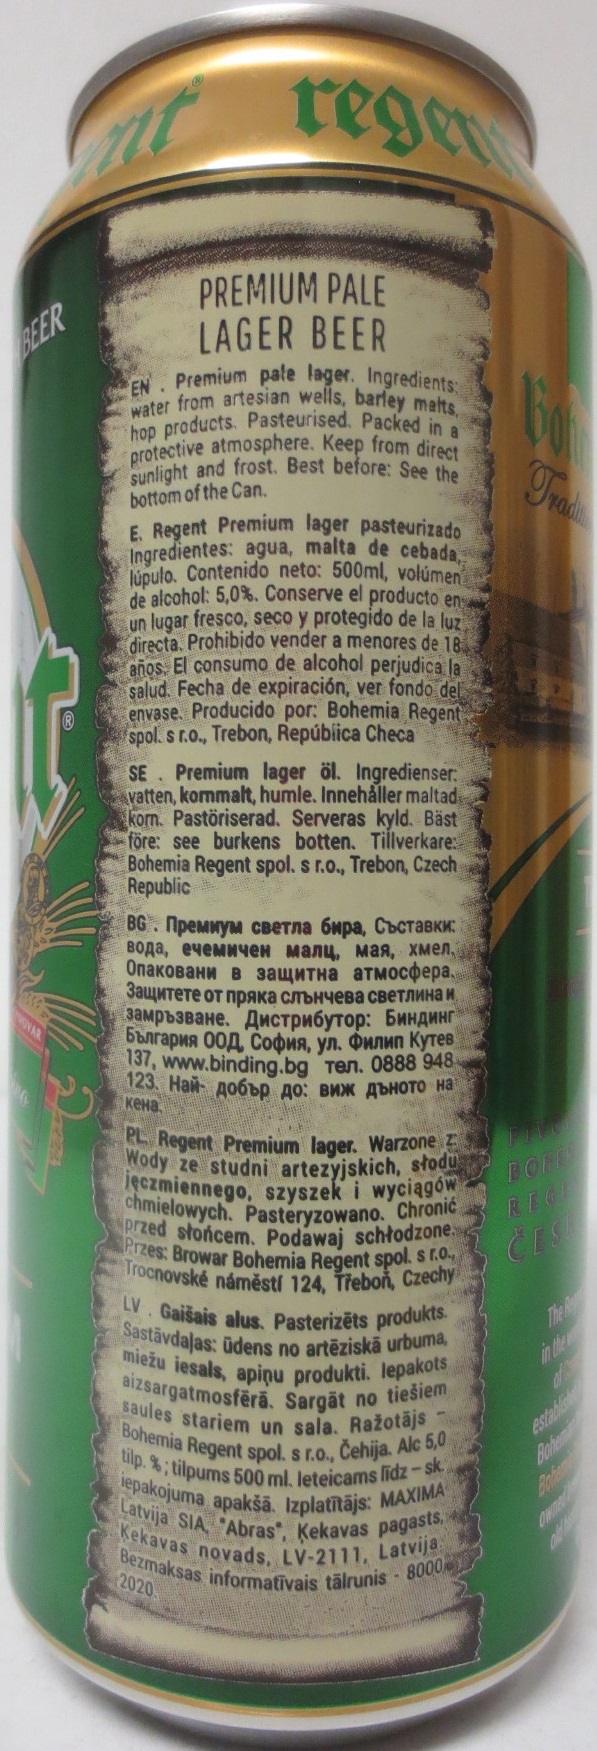 regent
PREMIUM PALE
LAGER BEER
EN . Premium pale lager. Ingredients:
water from artesian wells, barley malts,
hop products. Pasteurised. Packed in a
protective atmosphere. Keep from direct
sunlight and frost. Best before: See the
bottom of the Can.
E. Regent Premium lager pasteurizado
Ingredientes: agua, malta de cebada,
lúpulo. Contenido neto: 500ml, volúmen
de alcohol: 5,0%. Conserve el producto en
un lugar fresco, seco y protegido de la luz
directa. Prohibido vender a menores de 18
años. El consumo de alcohol perjudica la
salud. Fecha de expiración, ver fondo del
envase. Producido por: Bohemia Regent
spol. s r.o., Trebon, República Checa
SE . Premium lager öl. Ingredienser:
vatten, kornmalt, humle. Innehåller maltad
korn. Pastöriserad. Serveras kyld. Bäst
före: see burkens botten. Tillverkare:
Bohemia Regent spol. s r.o., Trebon, Czech
Republic
BG . Премиум светла бира, Съставки:
вода, ечемичен малц, мая, хмел.
Опаковани в защитна атмосфера.
Защитете от пряка слънчева светлина и
замръзване. Дистрибутор: Биндинг
България ООД, София, ул. Филип Кутев
137, www.binding.bg тел. 0888 948
123. Най- добър до: виж дъното на
кена.
PL. Regent Premium lager. Warzone z:
Wody ze studni artezyjskich, słodu
jęczmiennego, szyszek i wyciągów
chmielowych. Pasteryzowano. Chronić
przed słońcem. Podawaj schłodzone.
Przes: Browar Bohemia Regent spol. s r.o.,
Trocnovské náměstí 124, Třeboň, Czechy
LV . Gaišais alus. Pasterizēts produkts.
Sastāvdaļas: ūdens no artēziskā urbuma,
miežu iesals, apiņu produkti. Iepakots
aizsargatmosfērā. Sargāt no tiešiem
saules stariem un sala. Ražotājs –
Bohemia Regent spol. s r.o., Čehija. Alc 5,0
tilp. % ; tilpums 500 ml. Ieteicams līdz – sk.
iepakojuma apakšā. Izplatītājs: MAXIMA
Latvija SIA, "Abras", Ķekavas pagasts,
Ķekavas novads, LV-2111, Latvija
Bezmaksas informatīvais tālrunis - 8000
2020.
BEER
The
in the
of